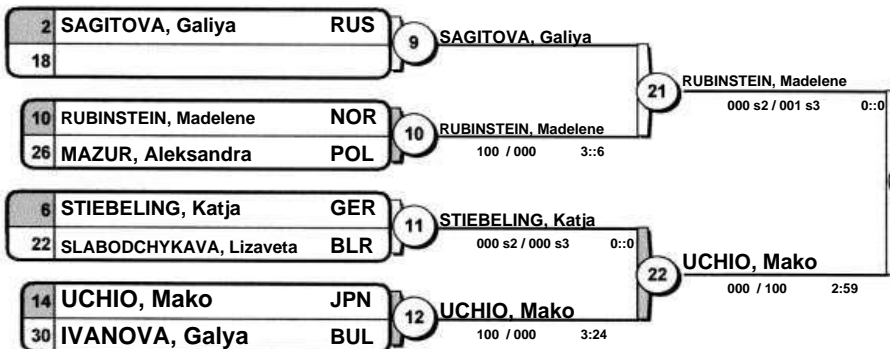 2 SAGITOVA, Galiya RUS
18
9
SAGITOVA, Galiya
10 RUBINSTEIN, Madelene NOR
26 MAZUR, Aleksandra POL
10
RUBINSTEIN, Madelene
100 / 000 3::6
21
RUBINSTEIN, Madelene
000 s2 / 001 s3 0::0
6 STIEBELING, Katja GER
22 SLABODCHYKAVA, Lizaveta BLR
11
STIEBELING, Katja
000 s2 / 000 s3 0::0
14 UCHIO, Mako JPN
30 IVANOVA, Galya BUL
12
UCHIO, Mako
100 / 000 3:24
22
UCHIO, Mako
000 / 100 2:59